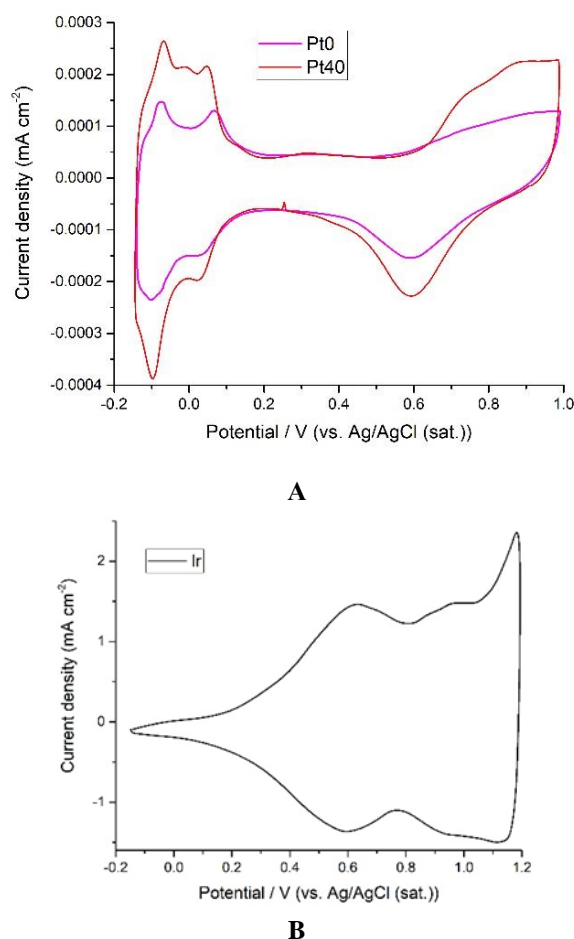 0.0003
0.0002
0.0001
0.0000
-0.0001
-0.0002
-0.0003
-0.0004
Current density (mA cm⁻²)
Pt0
Pt40
-0.2 0.0 0.2 0.4 0.6 0.8 1.0
Potential / V (vs. Ag/AgCl (sat.))
A
2
1
0
-1
Current density (mA cm⁻²)
Ir
-0.2 0.0 0.2 0.4 0.6 0.8 1.0 1.2
Potential / V (vs. Ag/AgCl (sat.))
B